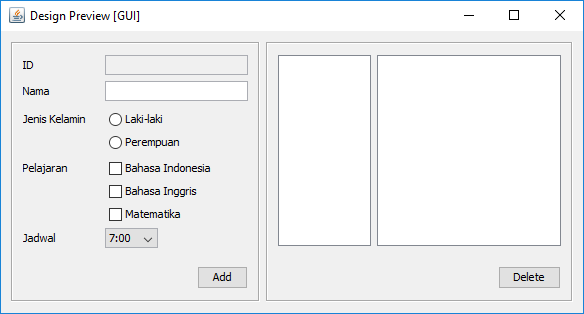 Design Preview [GUI]
ID
Nama
Jenis Kelamin
Laki-laki
Perempuan
Pelajaran
Bahasa Indonesia
Bahasa Inggris
Matematika
Jadwal
7:00
Add
Delete